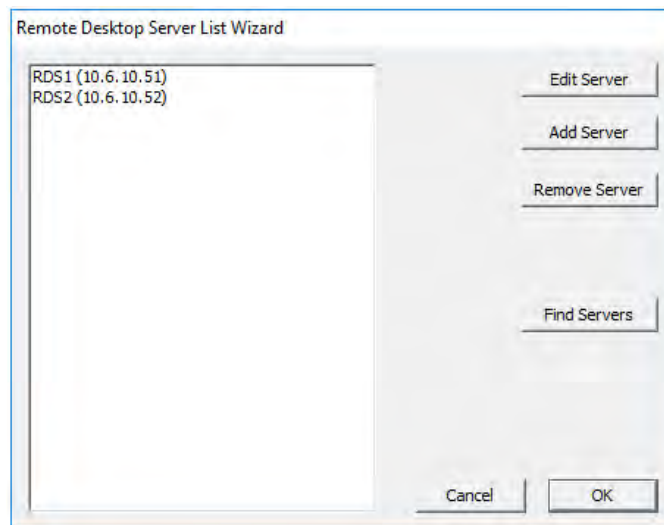 Remote Desktop Server List Wizard
RDS1 (10.6.10.51)
RDS2 (10.6.10.52)
Edit Server
Add Server
Remove Server
Find Servers
Cancel
OK